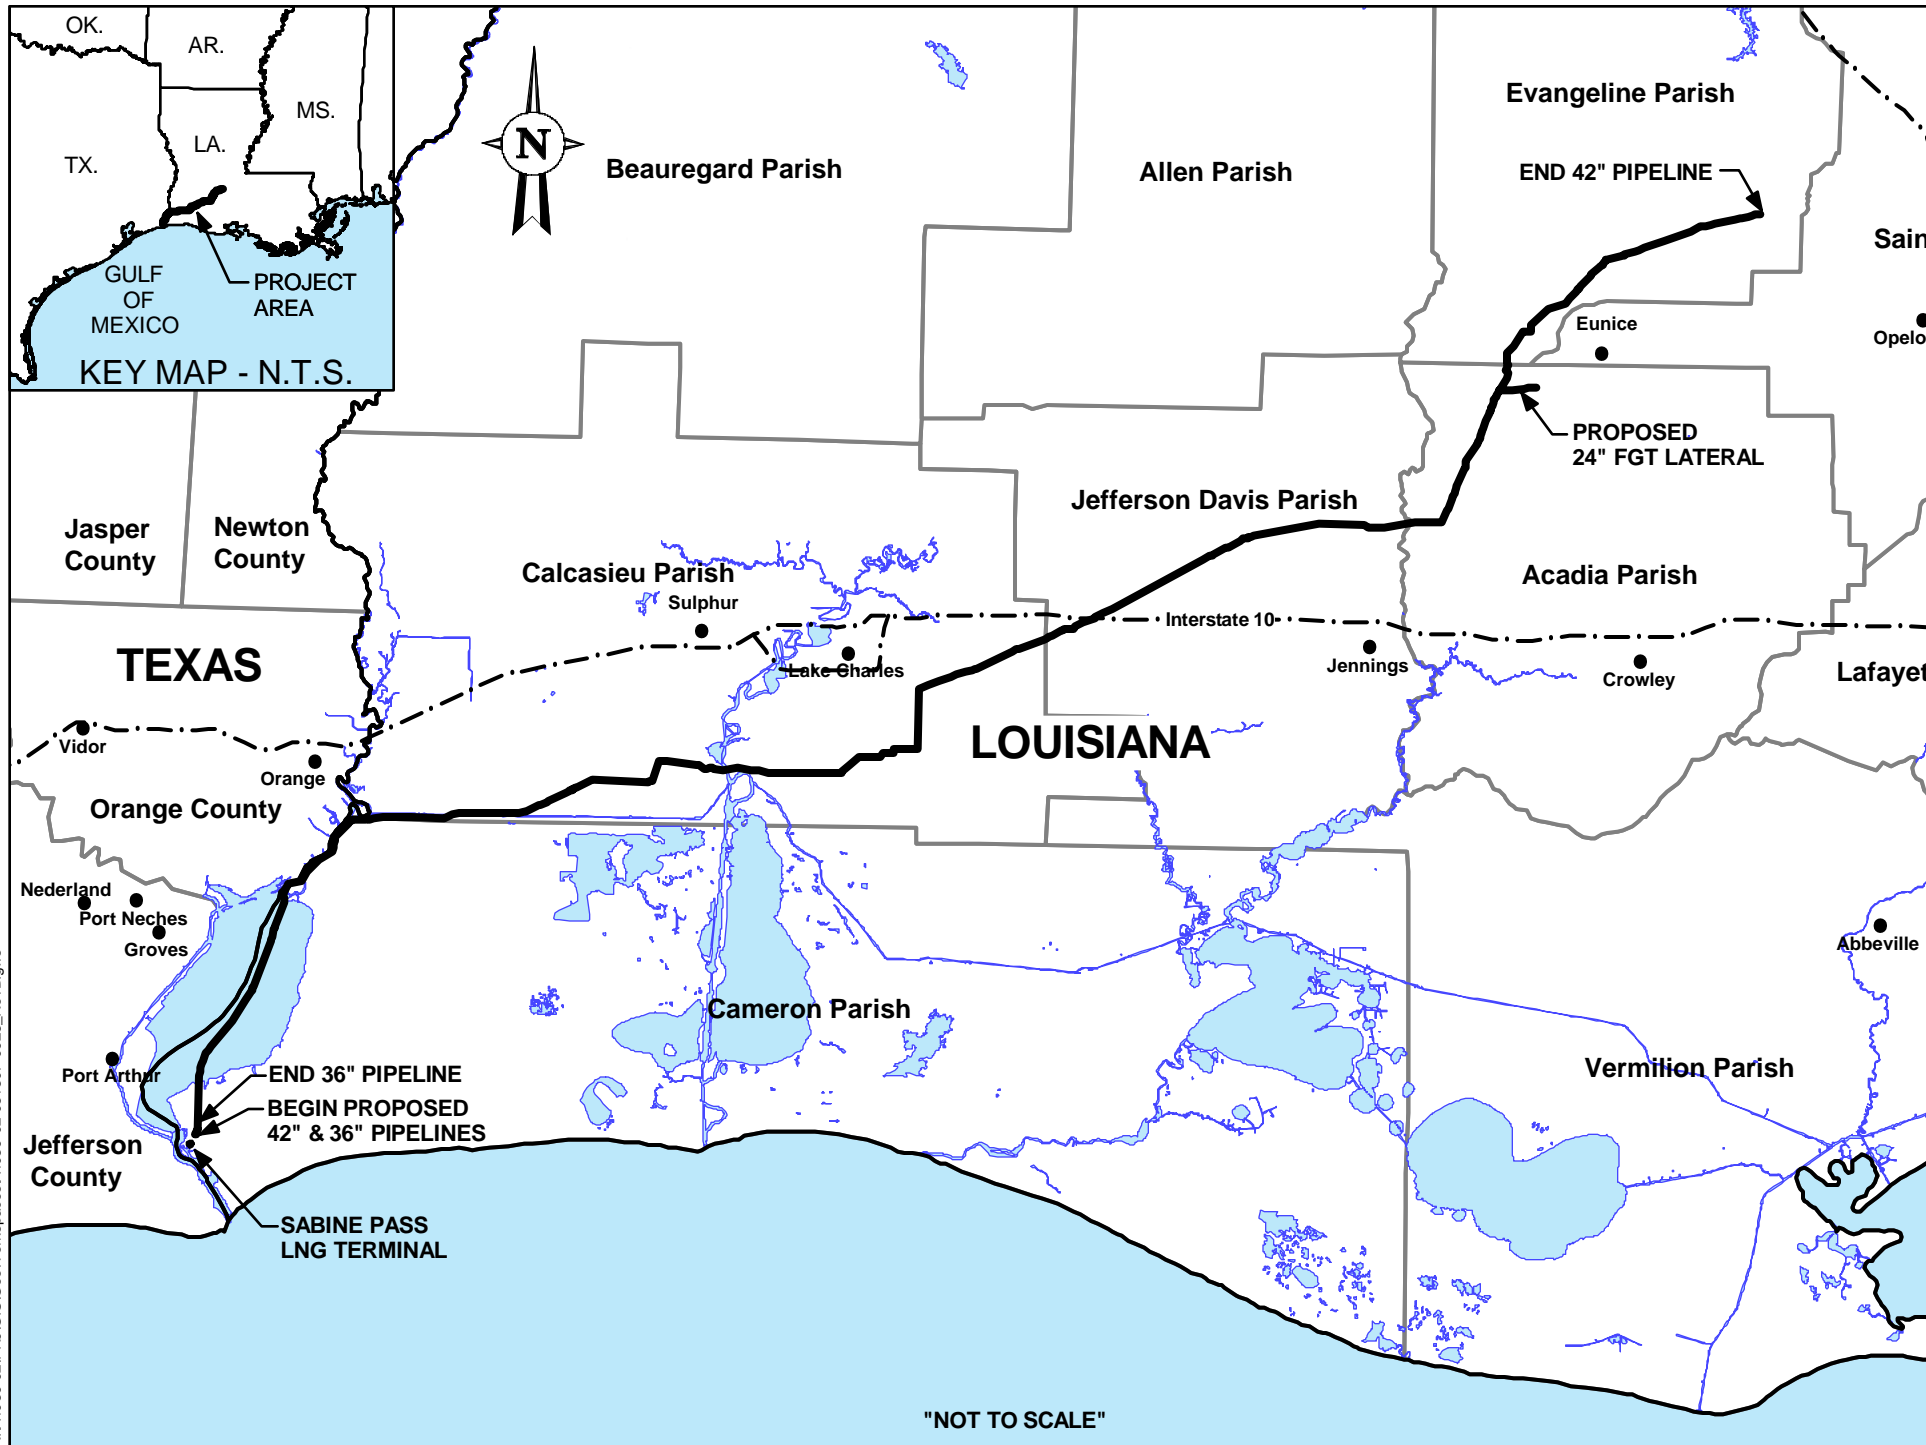 OK.
AR.
MS.
LA.
TX.
GULF
OF
MEXICO
PROJECT
AREA
KEY MAP - N.T.S.
N
Beauregard Parish
Allen Parish
Evangeline Parish
END 42" PIPELINE
Sain
Eunice
Opelo
PROPOSED
24" FGT LATERAL
Jasper
County
Newton
County
Jefferson Davis Parish
Calcasieu Parish
Sulphur
Acadia Parish
Interstate 10
TEXAS
Lake Charles
Jennings
Crowley
Lafayet
Vidor
Orange
LOUISIANA
Orange County
Nederland
Port Neches
Groves
Abbeville
Cameron Parish
Port Arthur
END 36" PIPELINE
BEGIN PROPOSED
42" & 36" PIPELINES
Vermilion Parish
Jefferson
County
SABINE PASS
LNG TERMINAL
"NOT TO SCALE"